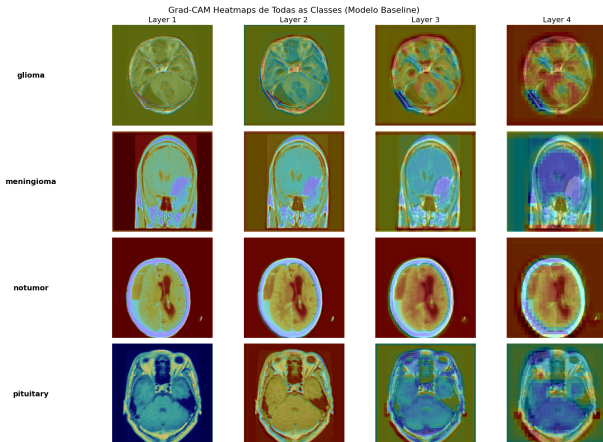 Grad-CAM Heatmaps de Todas as Classes (Modelo Baseline)
Layer 1 Layer 2 Layer 3 Layer 4
glioma
meningioma
notumor
pituitary